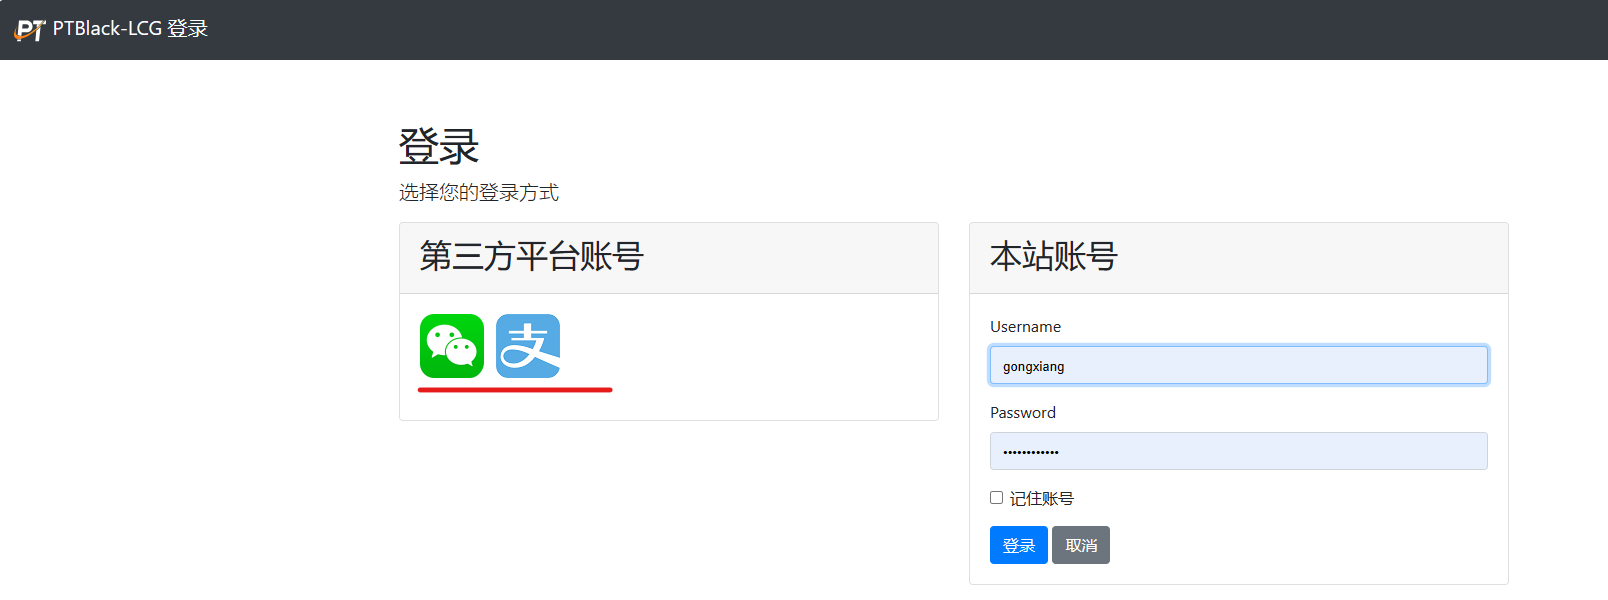 PT PTBlack-LCG 登录
登录
选择您的登录方式
第三方平台账号
支
本站账号
Username
gongxiang
Password
••••••••••••
记住账号
登录 取消